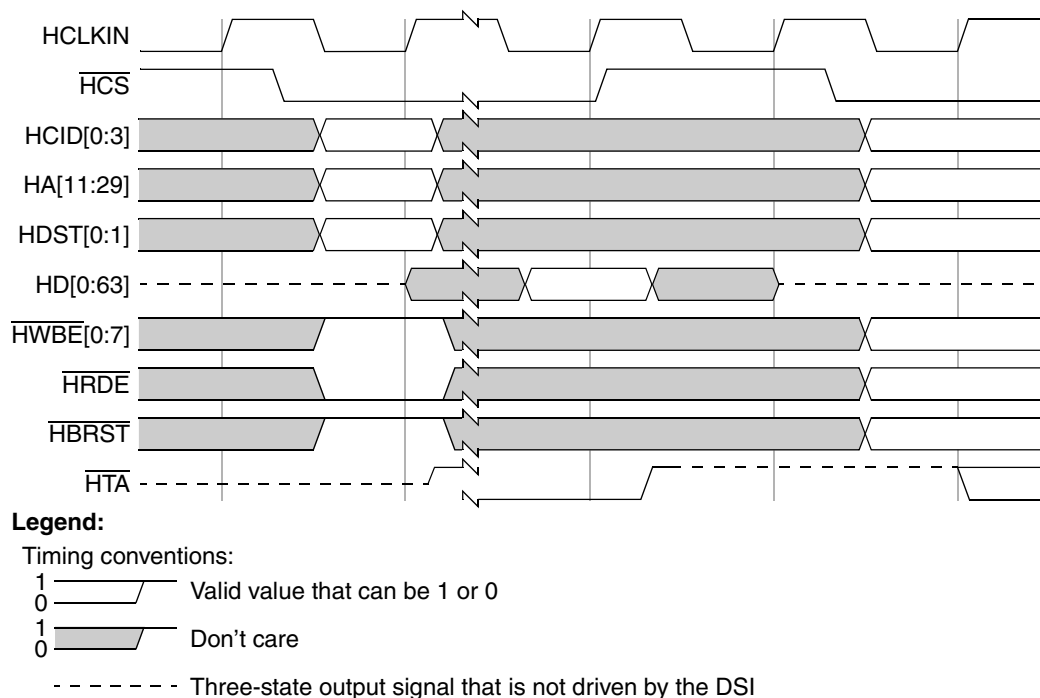 HCLKIN
HCS
HCID[0:3]
HA[11:29]
HDST[0:1]
HD[0:63]
HWBE[0:7]
HRDE
HBRST
HTA
Legend:
Timing conventions:
1
0
Valid value that can be 1 or 0
1
0
Don't care
Three-state output signal that is not driven by the DSI